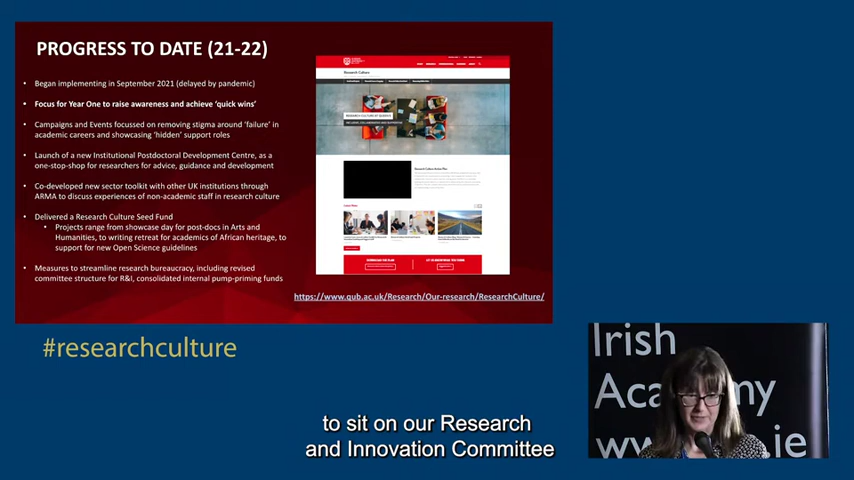 PROGRESS TO DATE (21-22)
• Began implementing in September 2021 (delayed by pandemic)
• Focus for Year One to raise awareness and achieve 'quick wins'
• Campaigns and Events focussed on removing stigma around 'failure' in
academic careers and showcasing 'hidden' support roles
• Launch of a new Institutional Postdoctoral Development Centre, as a
one-stop-shop for researchers for advice, guidance and development
• Co-developed new sector toolkit with other UK institutions through
ARMA to discuss experiences of non-academic staff in research culture
• Delivered a Research Culture Seed Fund
• Projects range from showcase day for post-docs in Arts and
Humanities, to writing retreat for academics of African heritage, to
support for new Open Science guidelines
• Measures to streamline research bureaucracy, including revised
committee structure for R&I, consolidated internal pump-priming funds
Research Culture
https://www.qub.ac.uk/Research/Our-research/ResearchCulture/
#researchculture
Irish
to sit on our Research
and Innovation Committee